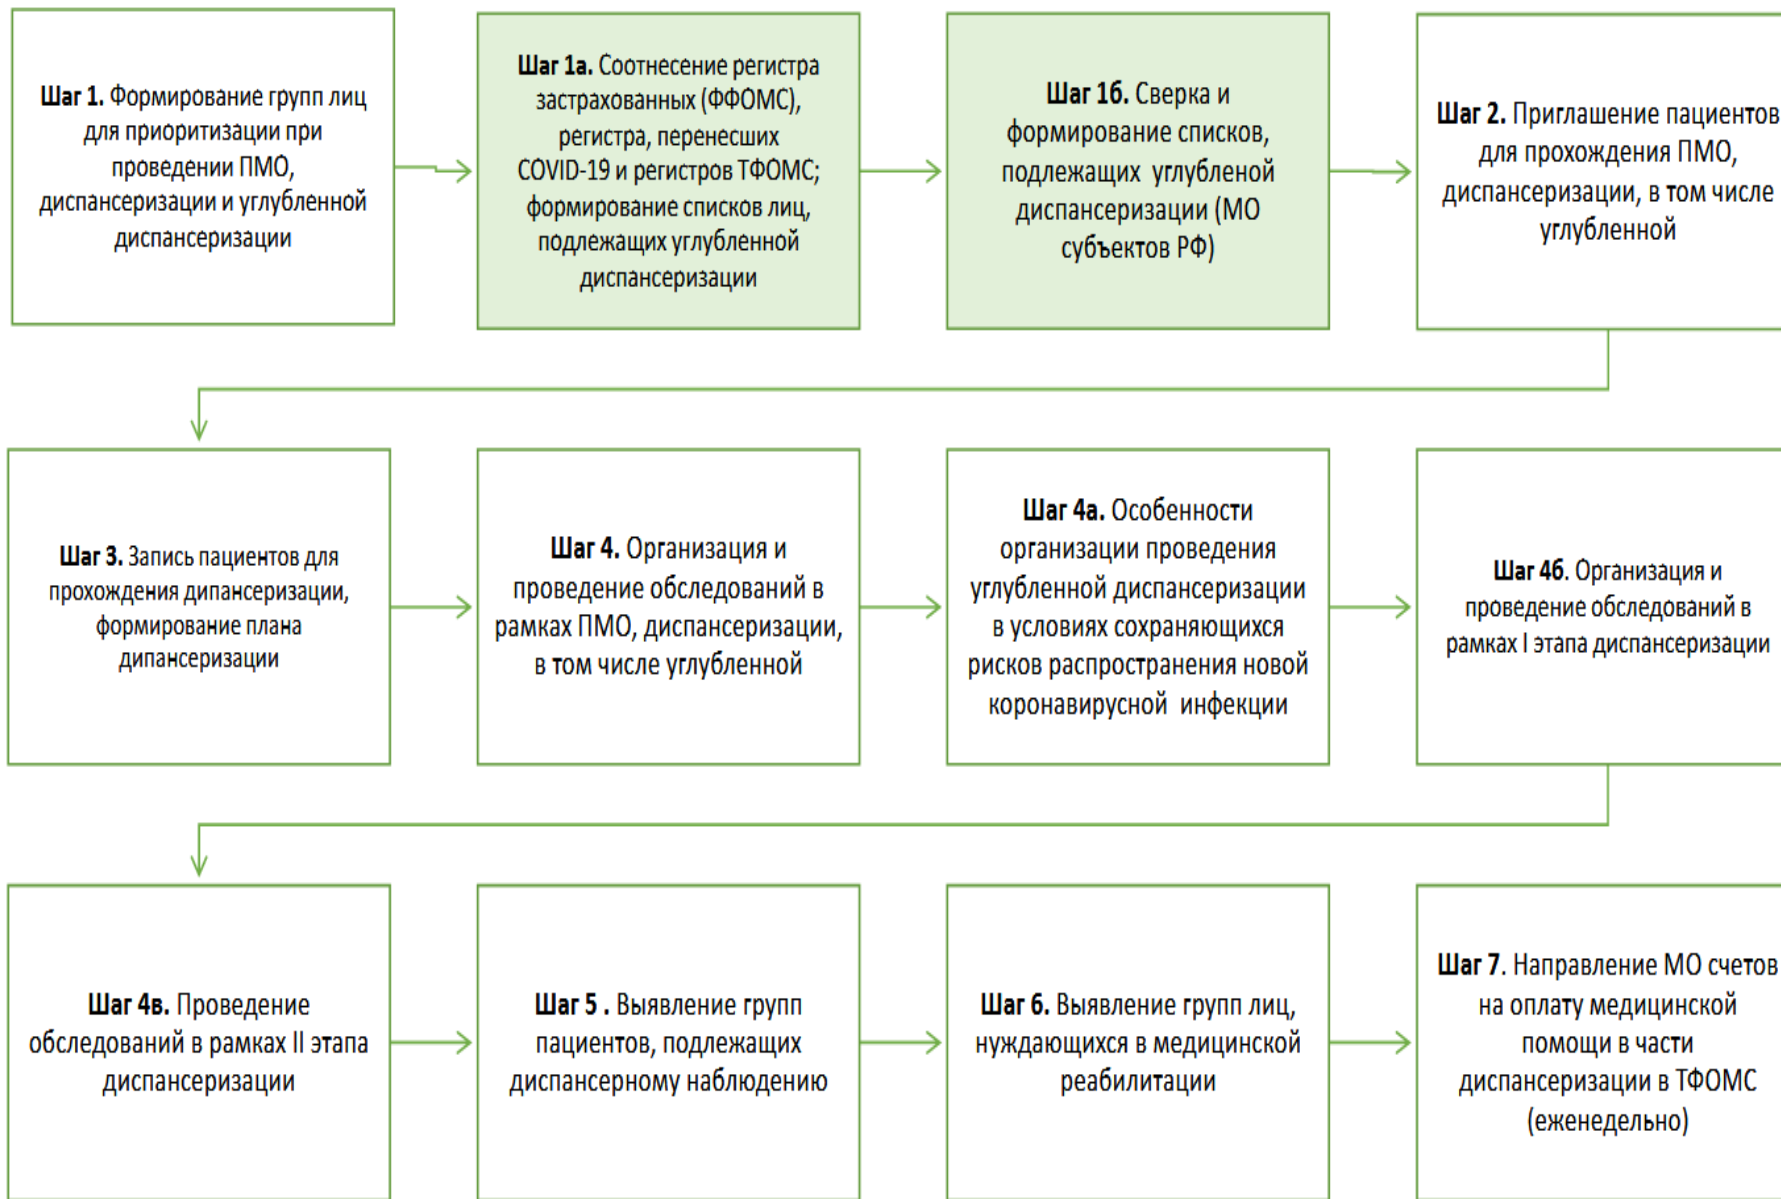 Шаг 1. Формирование групп лиц
для приоритизации при
проведении ПМО,
диспансеризации и углубленной
диспансеризации
Шаг 1а. Соотнесение регистра
застрахованных (ФФОМС),
регистра, перенесших
COVID-19 и регистров ТФОМС;
формирование списков лиц,
подлежащих углубленной
диспансеризации
Шаг 1б. Сверка и
формирование списков,
подлежащих углубленой
диспансеризации (МО
субъектов РФ)
Шаг 2. Приглашение пациентов
для прохождения ПМО,
диспансеризации, в том числе
углубленной
Шаг 3. Запись пациентов для
прохождения дипансеризации,
формирование плана
дипансеризации
Шаг 4. Организация и
проведение обследований в
рамках ПМО, диспансеризации,
в том числе углубленной
Шаг 4а. Особенности
организации проведения
углубленной диспансеризации
в условиях сохраняющихся
рисков распространения новой
коронавирусной инфекции
Шаг 4б. Организация и
проведение обследований в
рамках I этапа диспансеризации
Шаг 4в. Проведение
обследований в рамках II этапа
диспансеризации
Шаг 5 . Выявление групп
пациентов, подлежащих
диспансерному наблюдению
Шаг 6. Выявление групп лиц,
нуждающихся в медицинской
реабилитации
Шаг 7. Направление МО счетов
на оплату медицинской
помощи в части
диспансеризации в ТФОМС
(еженедельно)